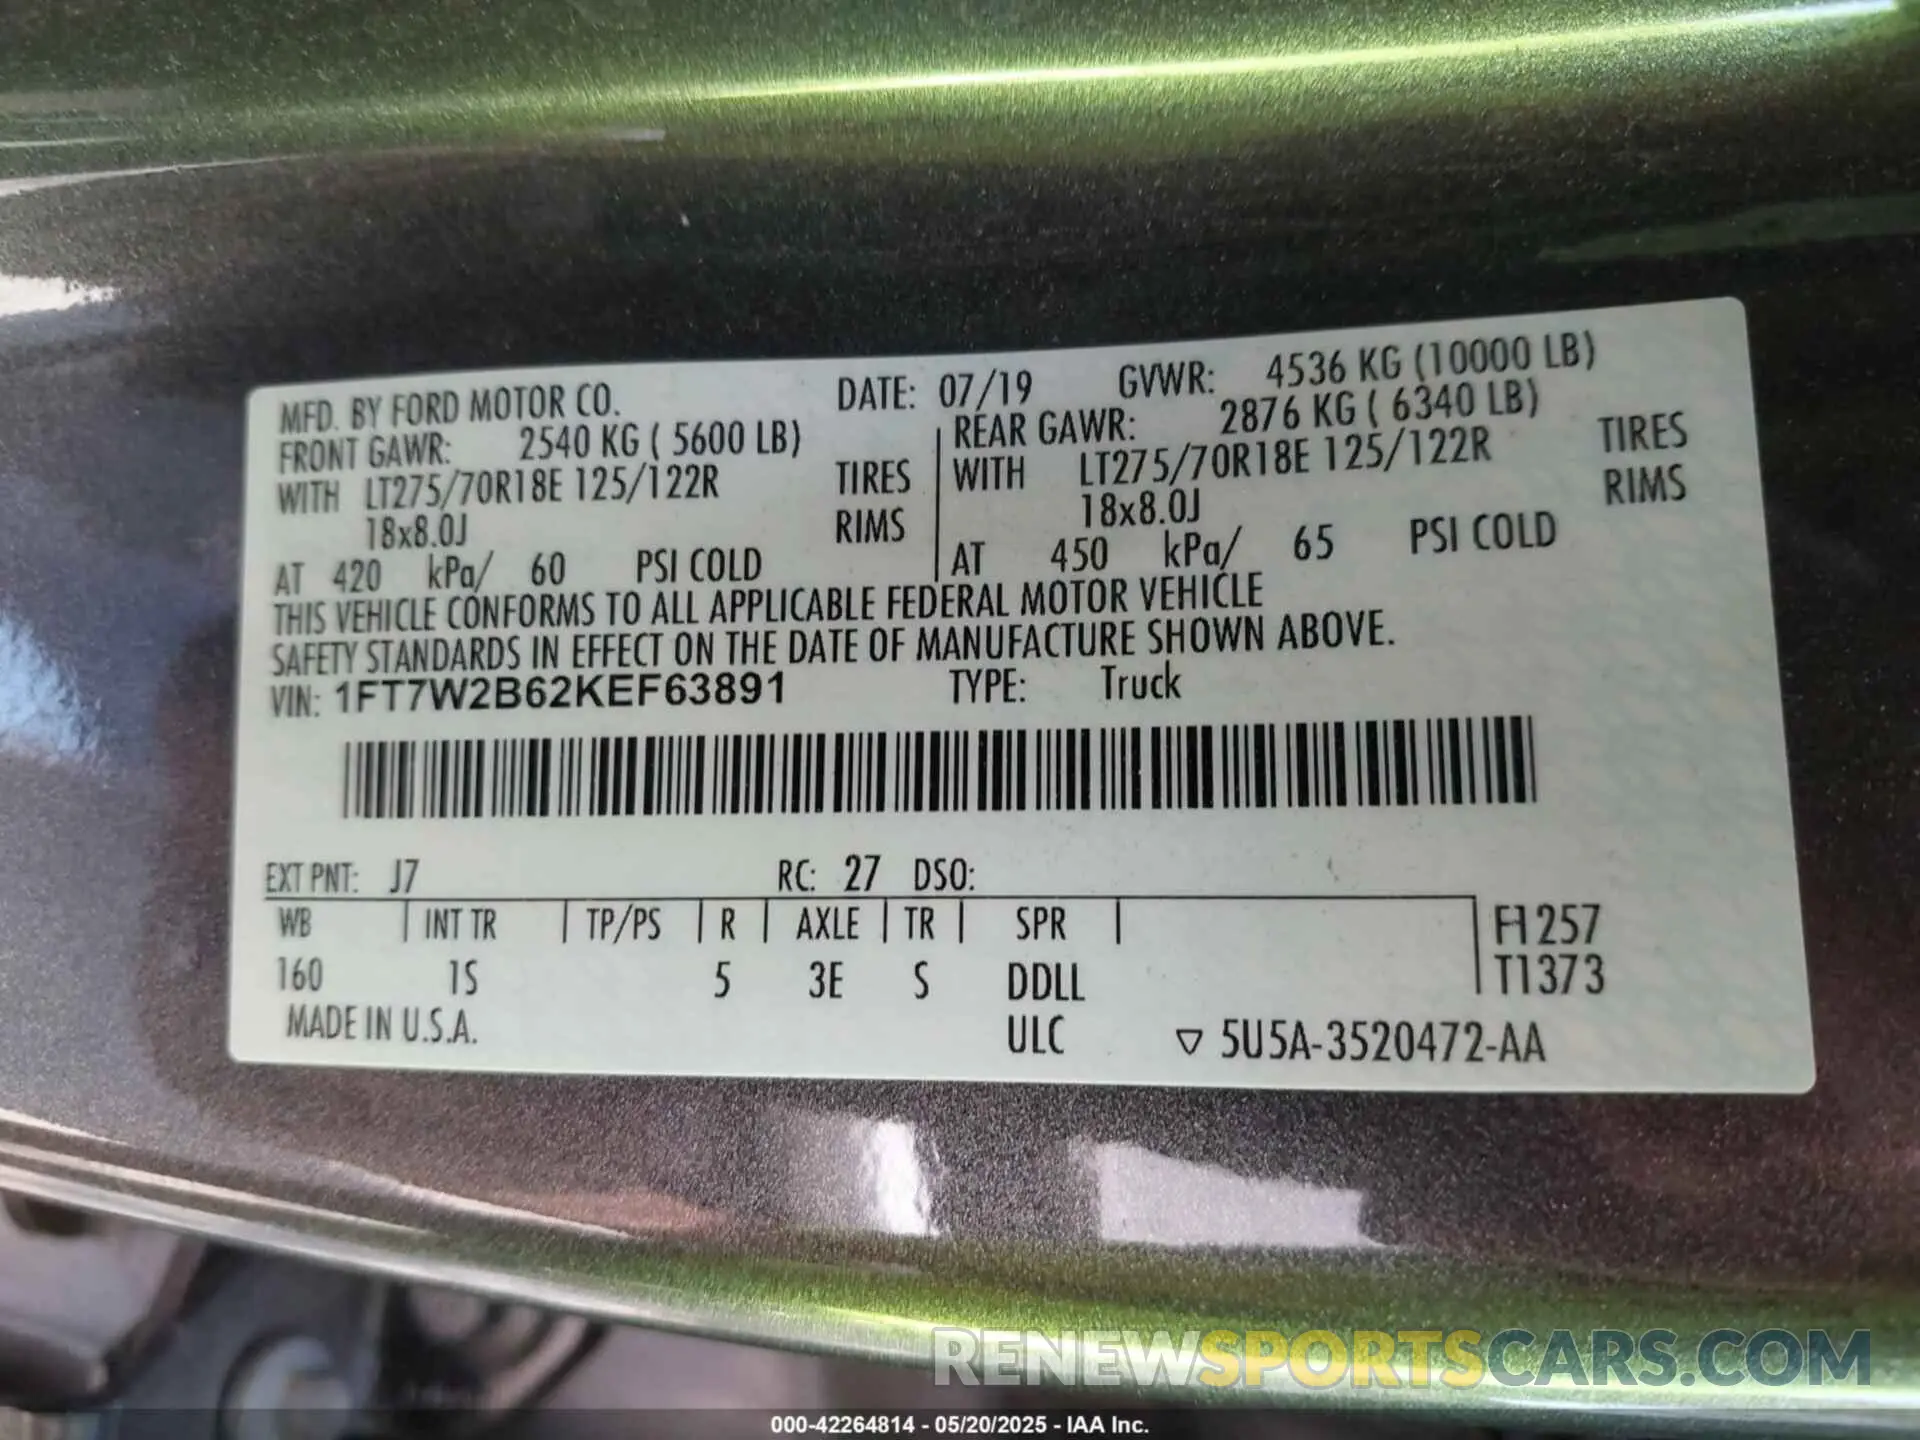 MFD. BY FORD MOTOR CO. DATE: 07/19 GVWR: 4536 KG (10000 LB)
FRONT GAWR: 2540 KG ( 5600 LB) REAR GAWR: 2876 KG ( 6340 LB)
WITH LT275/70R18E 125/122R TIRES WITH LT275/70R18E 125/122R TIRES
18x8.0J RIMS 18x8.0J RIMS
AT 420 kPa/ 60 PSI COLD AT 450 kPa/ 65 PSI COLD
THIS VEHICLE CONFORMS TO ALL APPLICABLE FEDERAL MOTOR VEHICLE
SAFETY STANDARDS IN EFFECT ON THE DATE OF MANUFACTURE SHOWN ABOVE.
VIN: 1FT7W2B62KEF63891 TYPE: Truck
EXT PNT: J7 RC: 27 DSO:
WB INT TR TP/PS R AXLE TR SPR F1257
160 1S 5 3E S DDLL T1373
MADE IN U.S.A. ULC ▽ 5U5A-3520472-AA
RENEWSPORTSCARS.COM
000-42264814 - 05/20/2025 - IAA Inc.